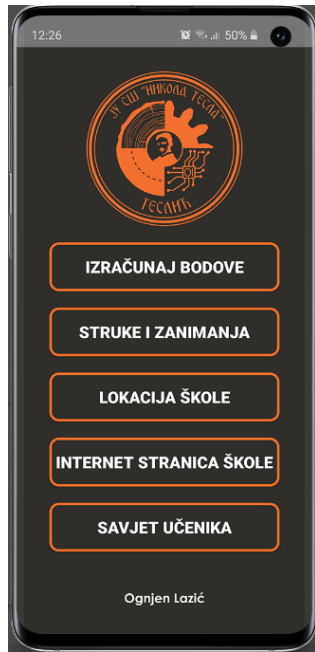 12:26
50%
ЈУ СШ "НИКОЛА ТЕСЛА"
ТЕСЛИЋ
IZRAČUNAJ BODOVE
STRUKE I ZANIMANJA
LOKACIJA ŠKOLE
INTERNET STRANICA ŠKOLE
SAVJET UČENIKA
Ognjen Lazić